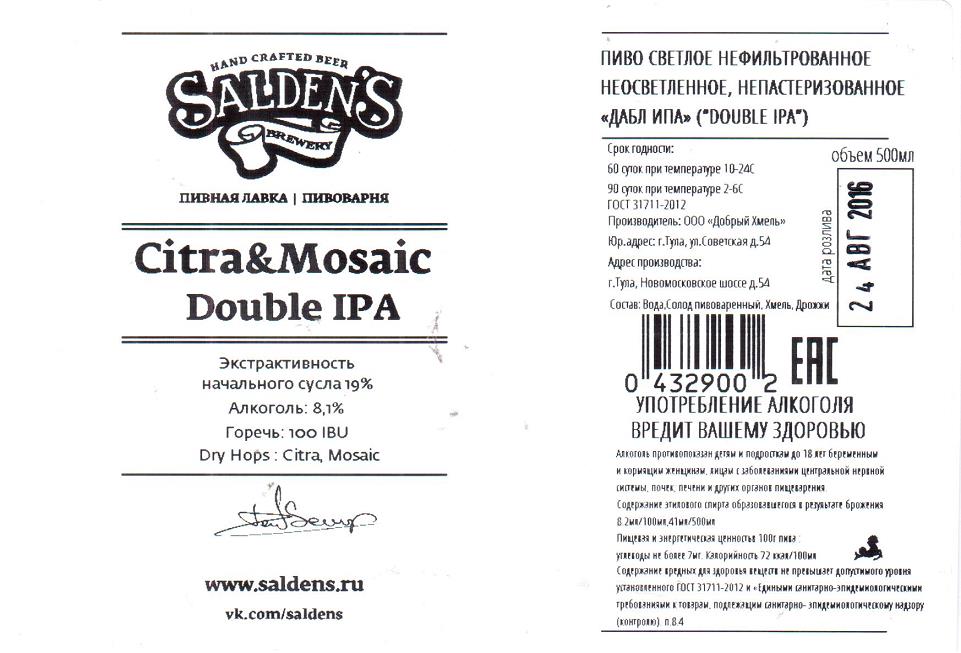 HAND CRAFTED BEER
SALDEN'S
BREWERY
ПИВНАЯ ЛАВКА | ПИВОВАРНЯ
Citra&Mosaic
Double IPA
Экстрактивность
начального сусла 19%
Алкоголь: 8,1%
Горечь: 100 IBU
Dry Hops : Citra, Mosaic
www.saldens.ru
vk.com/saldens
ПИВО СВЕТЛОЕ НЕФИЛЬТРОВАННОЕ
НЕОСВЕТЛЕННОЕ, НЕПАСТЕРИЗОВАННОЕ
«ДАБЛ ИПА» ("DOUBLE IPA")
Срок годности:
60 суток при температуре 10-24С
90 суток при температуре 2-6С
ГОСТ 31711-2012
Производитель: ООО «Добрый Хмель»
Юр.адрес: г.Тула, ул.Советская д.54
Адрес производства:
г.Тула, Новомосковское шоссе д.54
Состав: Вода,Солод пивоваренный, Хмель, Дрожжи
объем 500мл
дата розлива
24 АВГ 2016
0 432900 2
EAC
УПОТРЕБЛЕНИЕ АЛКОГОЛЯ
ВРЕДИТ ВАШЕМУ ЗДОРОВЬЮ
Алкоголь противопоказан детям и подросткам до 18 лет беременным
и кормящим женщинам, лицам с заболеваниями центральной нервной
системы, почек, печени и других органов пищеварения.
Содержание этилового спирта образовавшегося в результате брожения
8.2мл/100мл,41мл/500мл
Пищевая и энергетическая ценностье 100г пива :
углеводы не более 7мг. Калорийность 72 ккал/100мл
Содержание вредных для здоровья веществ не превышает допустимого уровня
установленного ГОСТ 31711-2012 и «Едиными санитарно-эпидемиологическими
требованиями к товарам, подлежащим санитарно- эпидемиологическому надзору
(контролю). п.8.4